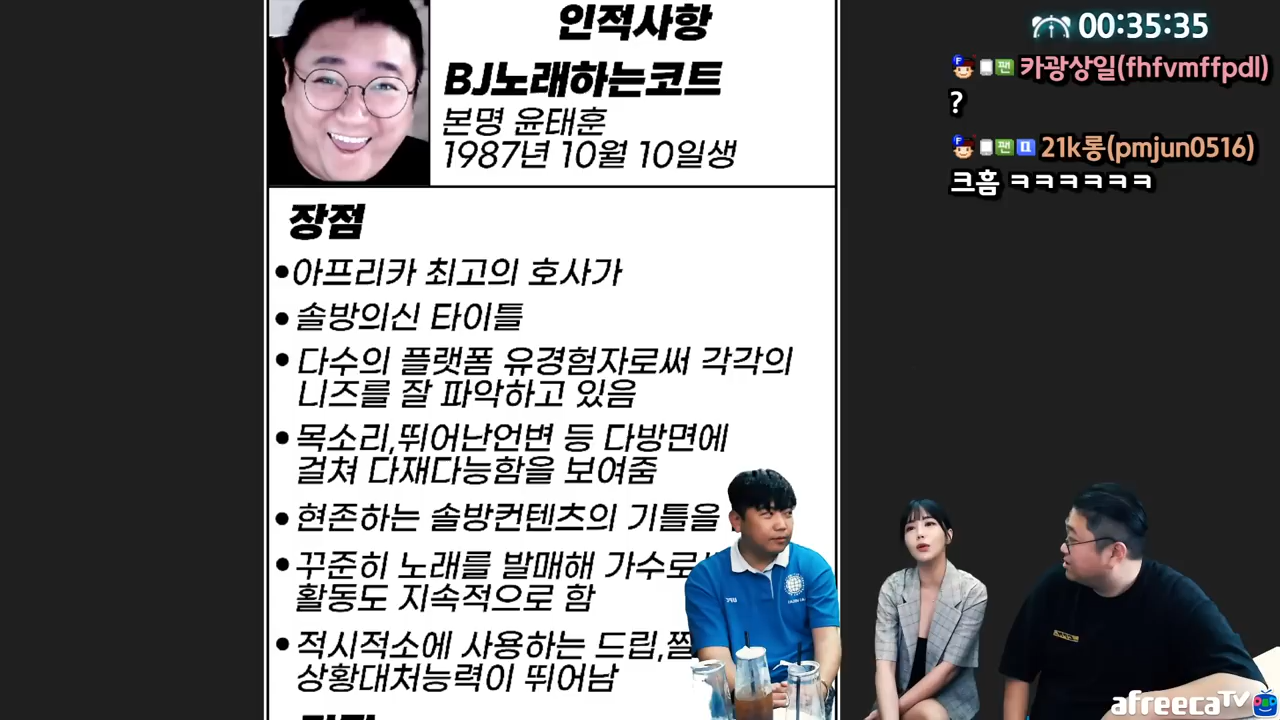 인적사항
BJ노래하는코트
본명 윤태훈
1987년 10월 10일생
장점
•아프리카 최고의 호사가
•솔방의신 타이틀
•다수의 플랫폼 유경험자로써 각각의
니즈를 잘 파악하고 있음
•목소리,뛰어난언변 등 다방면에
걸쳐 다재다능함을 보여줌
•현존하는 솔방컨텐츠의 기틀을
•꾸준히 노래를 발매해 가수로
활동도 지속적으로 함
•적시적소에 사용하는 드립,짤
상황대처능력이 뛰어남
00:35:35
F 팬 카광상일(fhfvmffpdl)
?
F 팬 21k롱(pmjun0516)
크흠 ㅋㅋㅋㅋㅋㅋ
afreecaTV